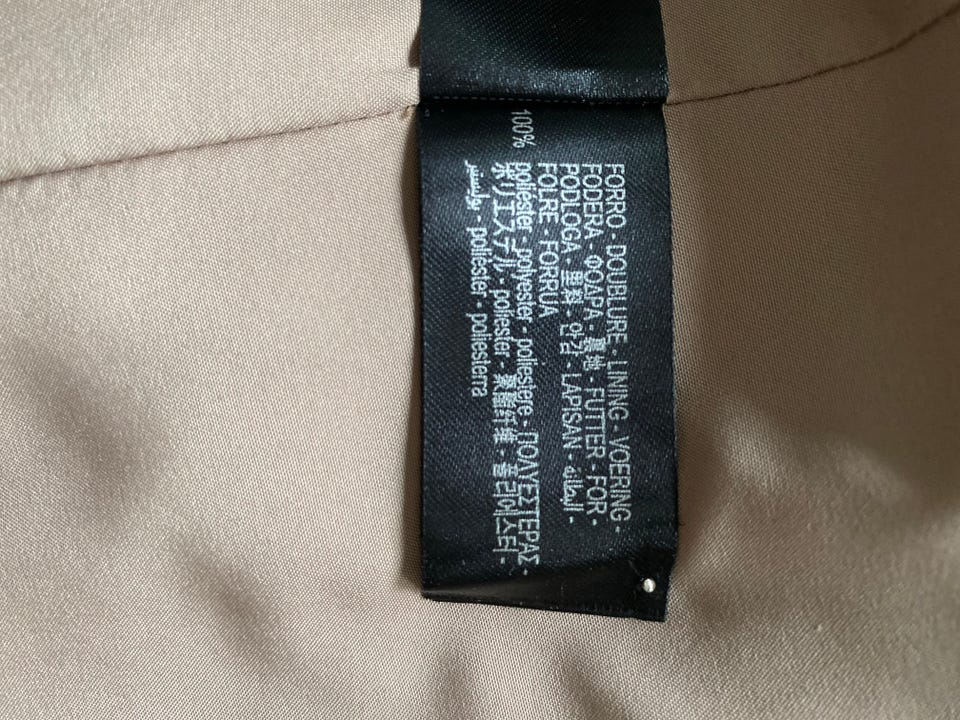 FORRO - DOUBLURE - LINING - VOERING -
FODERA - ΦΟΔΡΑ - 裏地 - FUTTER - FOR -
PODLOGA - 里料 - 안감 - LAPISAN - البطانة -
FOLRE - FORRUA
100% poliéster - polyester - poliestere - ΠΟΛΥΕΣΤΕΡΑΣ -
ポリエステル - poliester - 聚酯纤维 - 폴리에스터 -
بوليستير - poliester - poliesterra